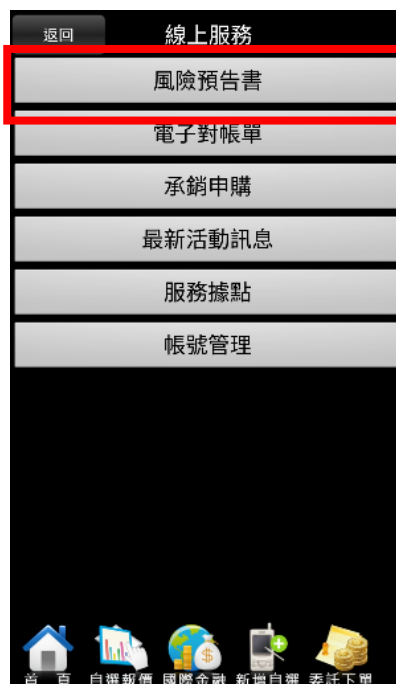 返回 線上服務
風險預告書
電子對帳單
承銷申購
最新活動訊息
服務據點
帳號管理
首 頁 自選報價 國際金融 新增自選 委託下單